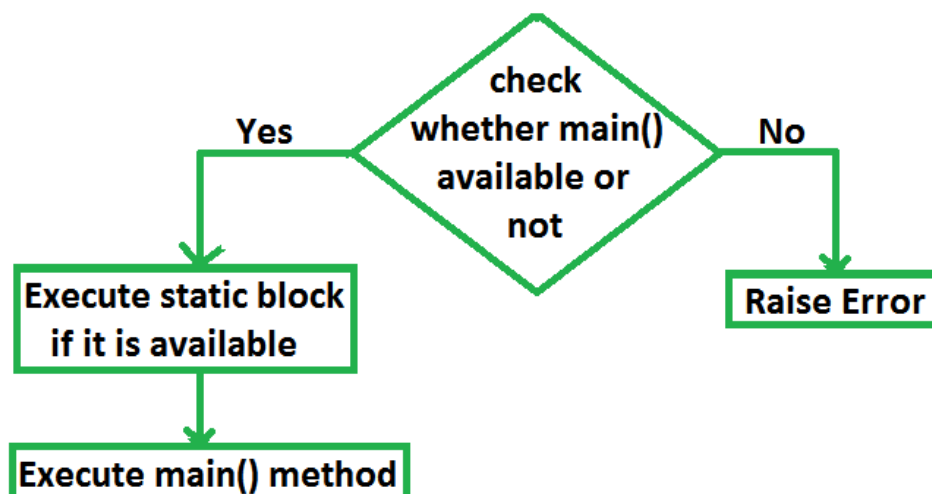 check
whether main()
available or
not
Yes
No
Execute static block
if it is available
Raise Error
Execute main() method